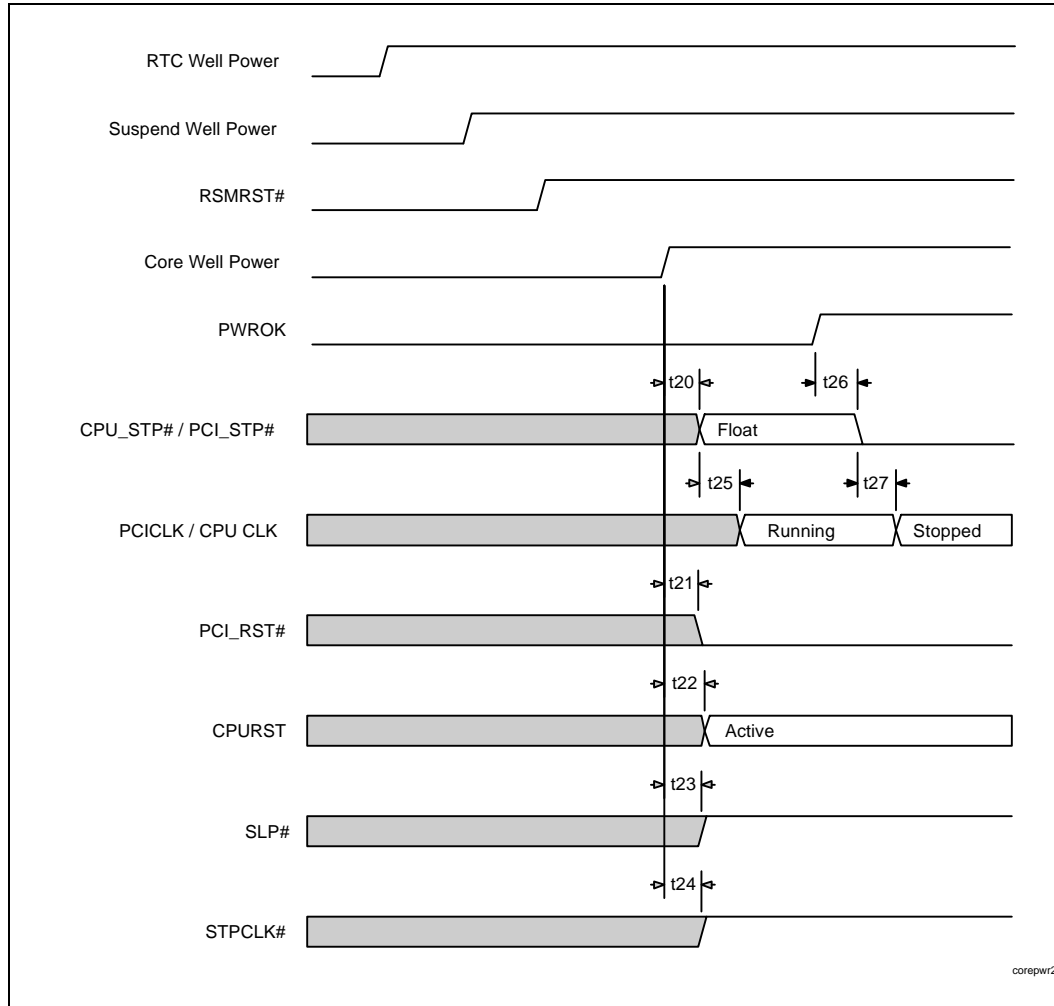 RTC Well Power
Suspend Well Power
RSMRST#
Core Well Power
PWROK
t20
t26
CPU_STP# / PCI_STP#
Float
t25
t27
PCICLK / CPU CLK
Running
Stopped
t21
PCI_RST#
t22
CPURST
Active
t23
SLP#
t24
STPCLK#
corepwr2